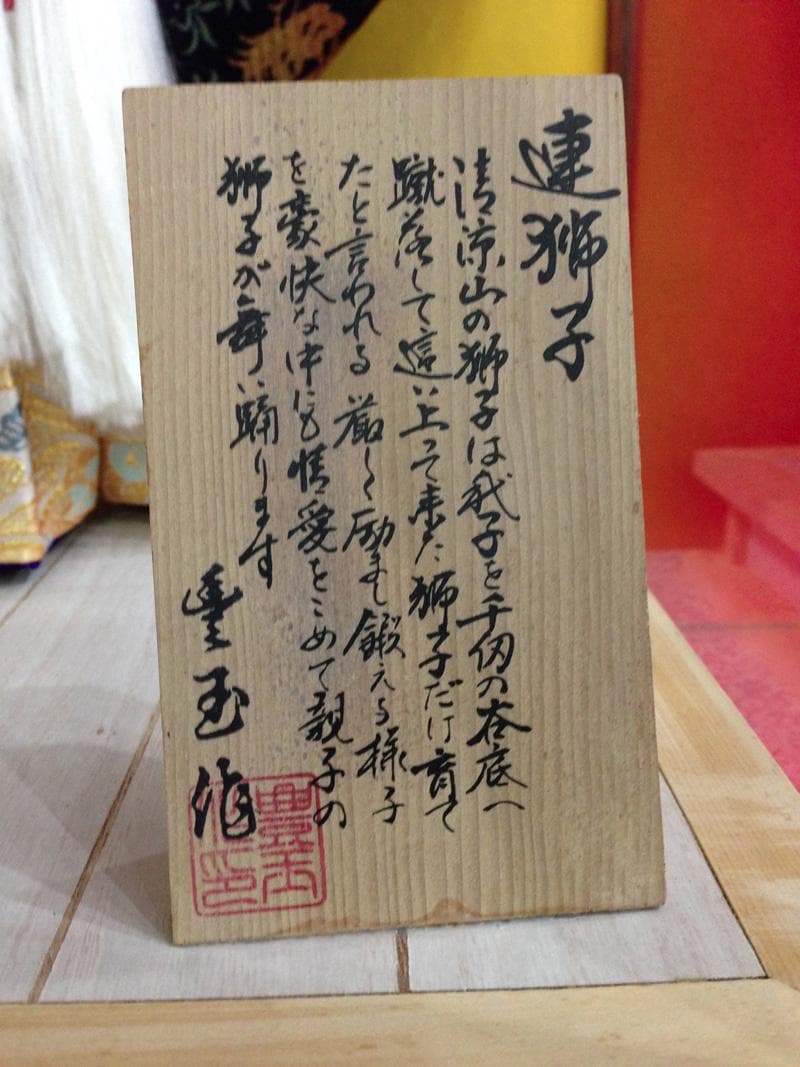 連獅子
清涼山の獅子は我子を千仞の谷底へ
蹴落して這い上って来た獅子だけ育て
たと言われる 厳しく励まし鍛える様子
を豪快な中にも情愛をこめて親子の
獅子が舞い踊ります
豊玉作
豊玉